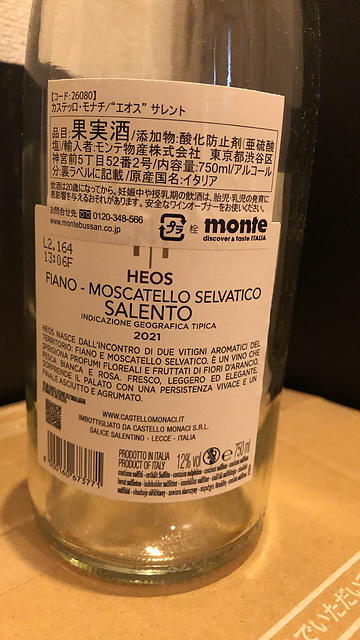 【コード:26080】
カステッロ・モナチ/"エオス" サレント
品目:果実酒/添加物:酸化防止剤(亜硫酸
塩)/輸入者:モンテ物産株式会社 東京都渋谷区
神宮前5丁目52番2号/内容量:750ml/アルコール
分:裏ラベルに記載/原産国名:イタリア
飲酒は20歳になってから。妊娠中や授乳期の飲酒は、胎児・乳児の発育に
悪影響を与えるおそれがあります。安全なワインオープナーをお使いください。
お問合せ先 0120-348-566
www.montebussan.co.jp
プラ 栓
monte
discover & taste ITALIA
L2.164
13:06F
HEOS
FIANO - MOSCATELLO SELVATICO
SALENTO
INDICAZIONE GEOGRAFICA TIPICA
2021
HEOS NASCE DALL'INCONTRO DI DUE VITIGNI AROMATICI DEL
TERRITORIO: FIANO E MOSCATELLO SELVATICO. È UN VINO CHE
SPRIGIONA PROFUMI FLOREALI E FRUTTATI DI FIORI D'ARANCIO,
PESCA BIANCA E ROSA. FRESCO, LEGGERO ED ELEGANTE,
SORPRENDE IL PALATO CON UNA PERSISTENZA VIVACE E UN
FINALE ASCIUTTO E AGRUMATO.
WWW.CASTELLOMONACI.IT
IMBOTTIGLIATO DA CASTELLO MONACI S.R.L.
SALICE SALENTINO - LECCE - ITALIA
PRODOTTO IN ITALIA
PRODUCT OF ITALY
12% vol
e 750 ml
でいただい